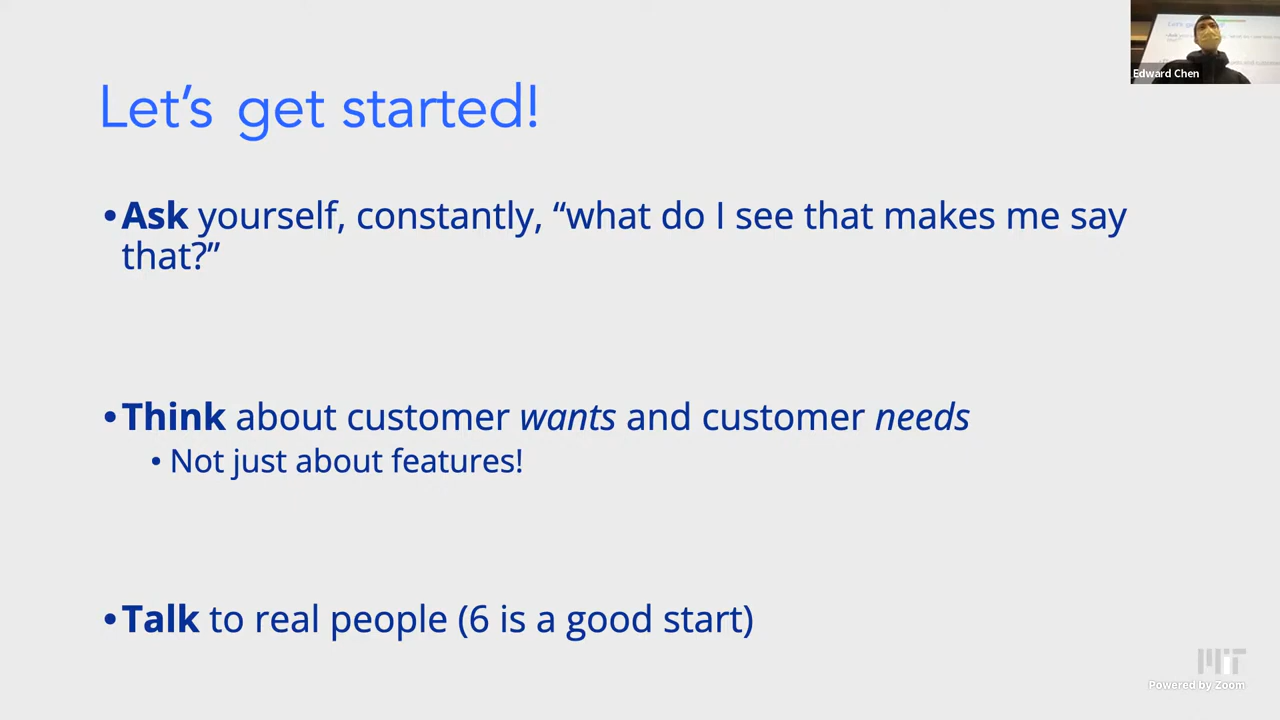 Let's get started!
Edward Chen
•Ask yourself, constantly, “what do I see that makes me say
that?”
•Think about customer wants and customer needs
• Not just about features!
•Talk to real people (6 is a good start)
MIT
Powered by Zoom